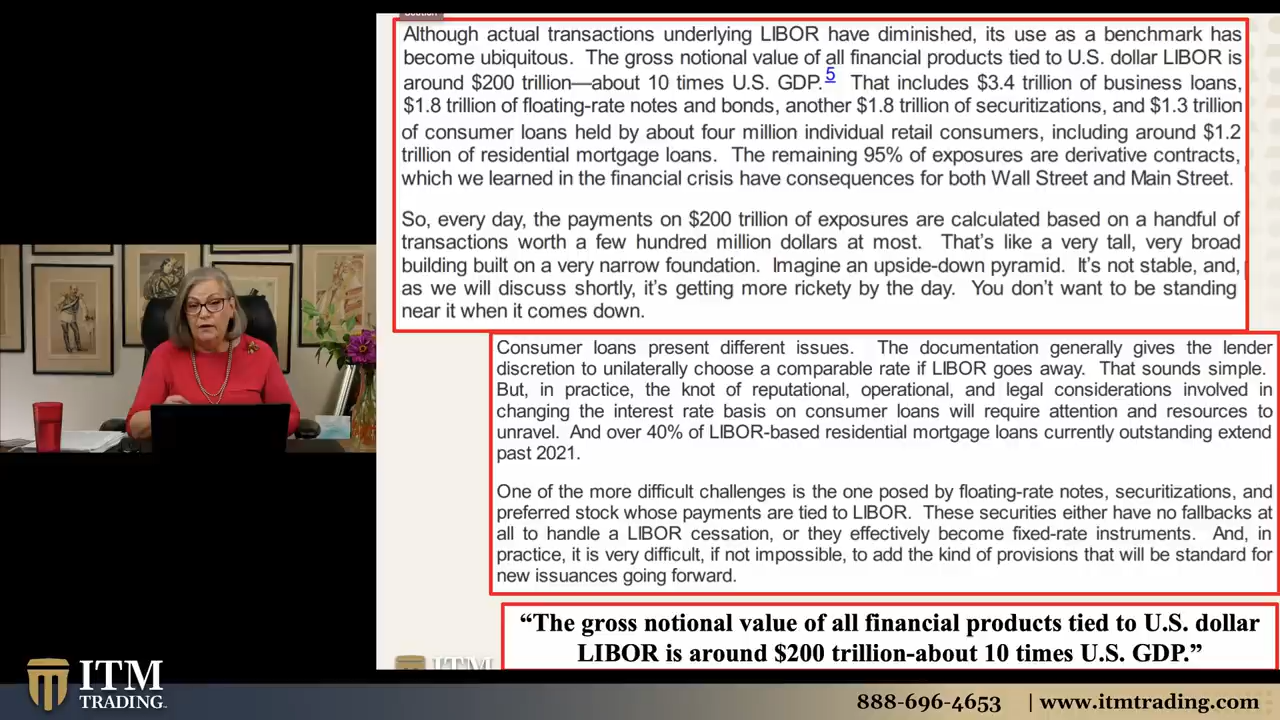 Although actual transactions underlying LIBOR have diminished, its use as a benchmark has
become ubiquitous. The gross notional value of all financial products tied to U.S. dollar LIBOR is
around $200 trillion—about 10 times U.S. GDP.5 That includes $3.4 trillion of business loans,
$1.8 trillion of floating-rate notes and bonds, another $1.8 trillion of securitizations, and $1.3 trillion
of consumer loans held by about four million individual retail consumers, including around $1.2
trillion of residential mortgage loans. The remaining 95% of exposures are derivative contracts,
which we learned in the financial crisis have consequences for both Wall Street and Main Street.
So, every day, the payments on $200 trillion of exposures are calculated based on a handful of
transactions worth a few hundred million dollars at most. That's like a very tall, very broad
building built on a very narrow foundation. Imagine an upside-down pyramid. It's not stable, and,
as we will discuss shortly, it's getting more rickety by the day. You don't want to be standing
near it when it comes down.
Consumer loans present different issues. The documentation generally gives the lender
discretion to unilaterally choose a comparable rate if LIBOR goes away. That sounds simple.
But, in practice, the knot of reputational, operational, and legal considerations involved in
changing the interest rate basis on consumer loans will require attention and resources to
unravel. And over 40% of LIBOR-based residential mortgage loans currently outstanding extend
past 2021.
One of the more difficult challenges is the one posed by floating-rate notes, securitizations, and
preferred stock whose payments are tied to LIBOR. These securities either have no fallbacks at
all to handle a LIBOR cessation, or they effectively become fixed-rate instruments. And, in
practice, it is very difficult, if not impossible, to add the kind of provisions that will be standard for
new issuances going forward.
“The gross notional value of all financial products tied to U.S. dollar
LIBOR is around $200 trillion-about 10 times U.S. GDP.”
ITM
ITM
TRADING
888-696-4653 | www.itmtrading.com